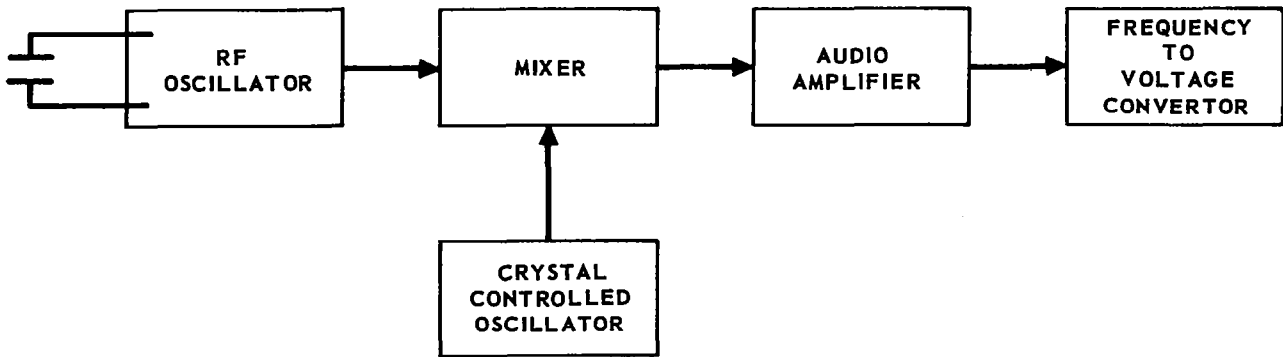 RF
OSCILLATOR
MIXER
AUDIO
AMPLIFIER
FREQUENCY
TO
VOLTAGE
CONVERTOR
CRYSTAL
CONTROLLED
OSCILLATOR